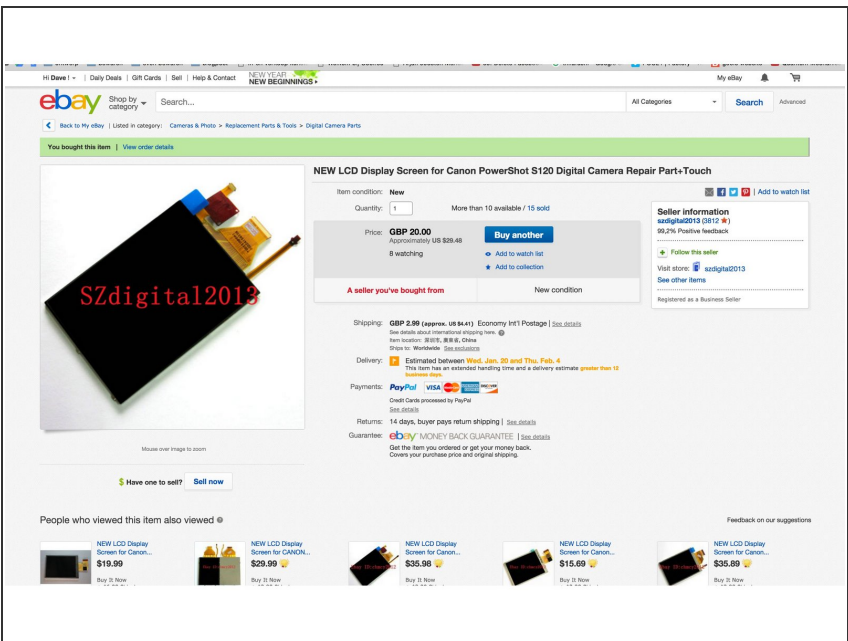 Hi Dave! | Daily Deals | Gift Cards | Sell | Help & Contact
NEW YEAR
NEW BEGINNINGS
My eBay
ebay
Shop by
category
Search...
All Categories
Search
Advanced
Back to My eBay | Listed in category: Cameras & Photo > Replacement Parts & Tools > Digital Camera Parts
You bought this item | View order details
NEW LCD Display Screen for Canon PowerShot S120 Digital Camera Repair Part+Touch
SZdigital2013
Mouse over image to zoom
$ Have one to sell? Sell now
Item condition: New
Quantity: 1 More than 10 available / 15 sold
Price: GBP 20.00
Approximately US $29.48
Buy another
8 watching
Add to watch list
Add to collection
A seller you've bought from
New condition
Shipping: GBP 2.99 (approx. US $4.41) Economy Int'l Postage | See details
See details about international shipping here.
Item location: 深圳市, 廣東省, China
Ships to: Worldwide See exclusions
Delivery: Estimated between Wed. Jan. 20 and Thu. Feb. 4
This item has an extended handling time and a delivery estimate greater than 10
business days.
Payments: PayPal VISA
Credit Cards processed by PayPal
See details
Returns: 14 days, buyer pays return shipping | See details
Guarantee: ebay MONEY BACK GUARANTEE | See details
Get the item you ordered or get your money back.
Covers your purchase price and original shipping.
| Add to watch list
Seller information
szdigital2013 (3812 ★)
99,2% Positive feedback
+ Follow this seller
Visit store: szdigital2013
See other items
Registered as a Business Seller
People who viewed this item also viewed
Feedback on our suggestions
NEW LCD Display
Screen for Canon...
$19.99
Buy It Now
NEW LCD Display
Screen for CANON...
$29.99
Buy It Now
NEW LCD Display
Screen for Canon...
$35.98
Buy It Now
NEW LCD Display
Screen for Canon...
$15.69
Buy It Now
NEW LCD Display
Screen for Canon...
$35.89
Buy It Now